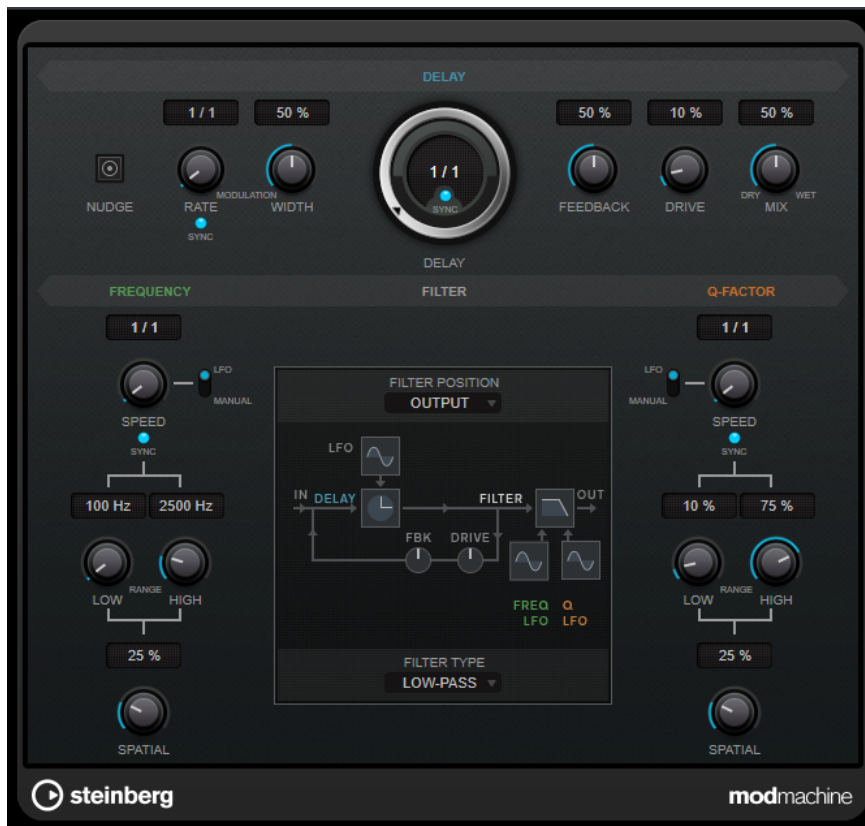 DELAY
1 / 1 50 % 50 % 10 % 50 %
1 / 1
SYNC
NUDGE RATE MODULATION WIDTH FEEDBACK DRIVE DRY MIX WET
SYNC
DELAY
FREQUENCY FILTER Q-FACTOR
1 / 1 1 / 1
LFO LFO
MANUAL MANUAL
SPEED SPEED
SYNC SYNC
FILTER POSITION
OUTPUT
LFO
IN DELAY FILTER OUT
FBK DRIVE
FREQ Q
LFO LFO
100 Hz 2500 Hz 10 % 75 %
LOW RANGE HIGH LOW RANGE HIGH
25 % 25 %
FILTER TYPE
LOW-PASS
SPATIAL SPATIAL
steinberg modmachine